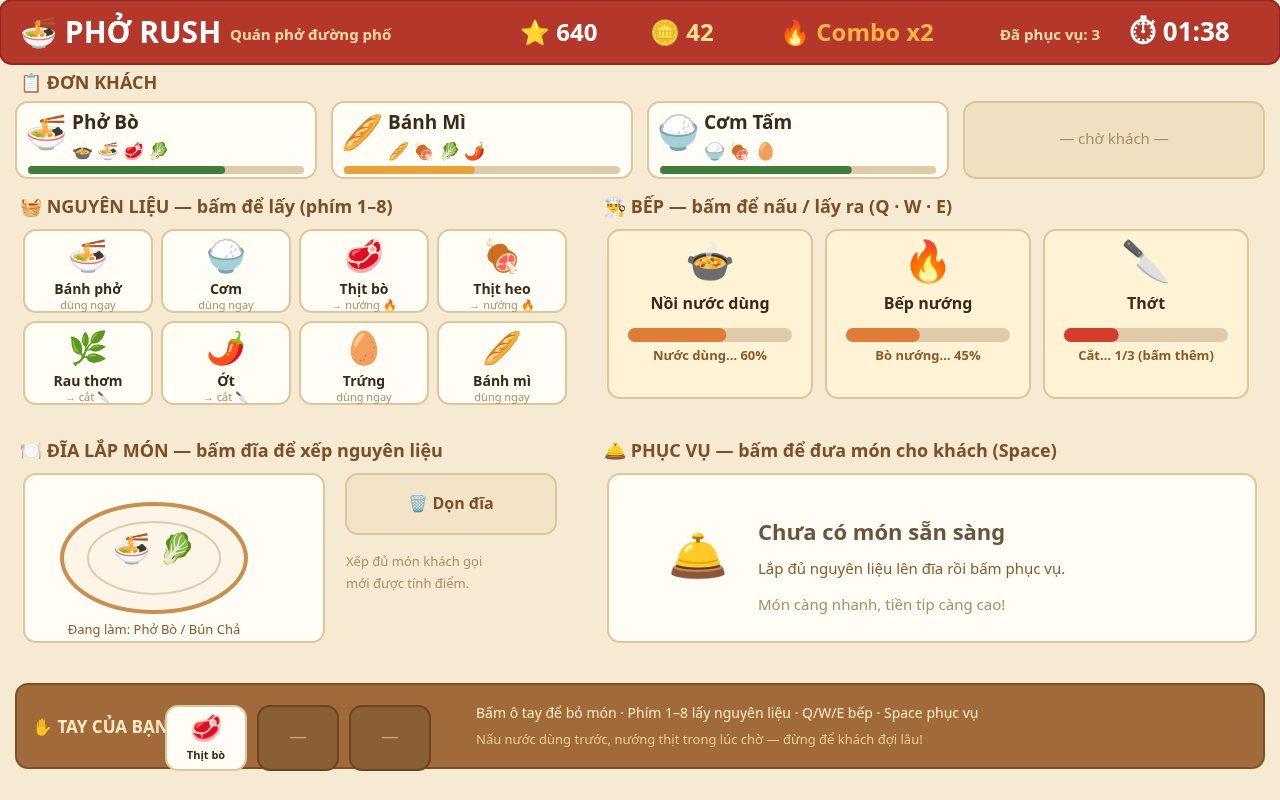 PHỞ RUSH Quán phở đường phố
640
42
Combo x2
Đã phục vụ: 3
01:38
ĐƠN KHÁCH
Phở Bò
Bánh Mì
Cơm Tấm
— chờ khách —
NGUYÊN LIỆU — bấm để lấy (phím 1–8)
Bánh phở
dùng ngay
Cơm
dùng ngay
Thịt bò
→ nướng
Thịt heo
→ nướng
Rau thơm
→ cắt
Ớt
→ cắt
Trứng
dùng ngay
Bánh mì
dùng ngay
BẾP — bấm để nấu / lấy ra (Q · W · E)
Nồi nước dùng
Nước dùng... 60%
Bếp nướng
Bò nướng... 45%
Thớt
Cắt... 1/3 (bấm thêm)
ĐĨA LẮP MÓN — bấm đĩa để xếp nguyên liệu
Đang làm: Phở Bò / Bún Chả
Dọn đĩa
Xếp đủ món khách gọi
mới được tính điểm.
PHỤC VỤ — bấm để đưa món cho khách (Space)
Chưa có món sẵn sàng
Lắp đủ nguyên liệu lên đĩa rồi bấm phục vụ.
Món càng nhanh, tiền tip càng cao!
TAY CỦA BẠN
Thịt bò
—
—
Bấm ô tay để bỏ món · Phím 1–8 lấy nguyên liệu · Q/W/E bếp · Space phục vụ
Nấu nước dùng trước, nướng thịt trong lúc chờ — đừng để khách đợi lâu!